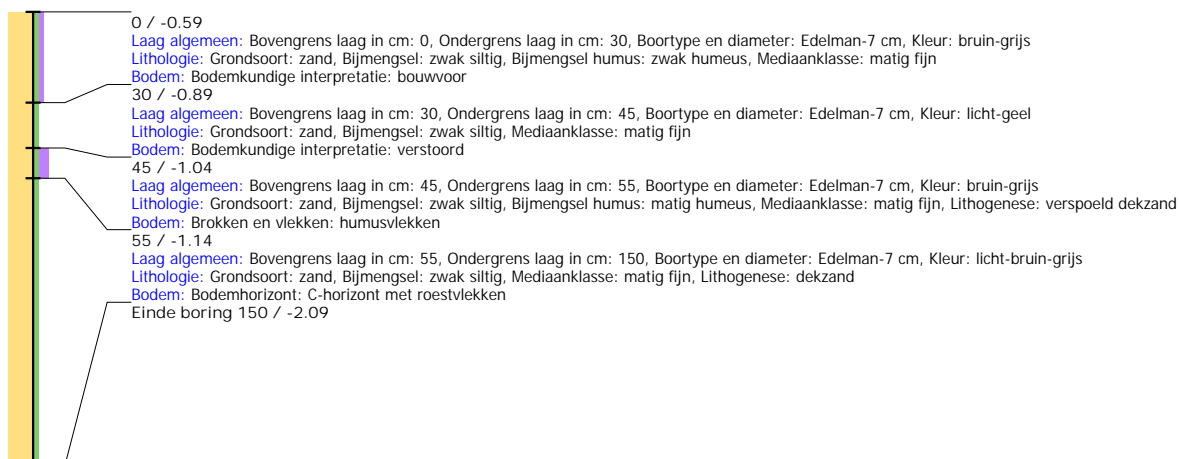 0 / -0.59
Laag algemeen: Bovengrens laag in cm: 0, Ondergrens laag in cm: 30, Boortype en diameter: Edelman-7 cm, Kleur: bruin-grijs
Lithologie: Grondsoort: zand, Bijmengsel: zwak siltig, Bijmengsel humus: zwak humeus, Mediaanklasse: matig fijn
Bodem: Bodemkundige interpretatie: bouwvoor
30 / -0.89
Laag algemeen: Bovengrens laag in cm: 30, Ondergrens laag in cm: 45, Boortype en diameter: Edelman-7 cm, Kleur: licht-geel
Lithologie: Grondsoort: zand, Bijmengsel: zwak siltig, Mediaanklasse: matig fijn
Bodem: Bodemkundige interpretatie: verstoord
45 / -1.04
Laag algemeen: Bovengrens laag in cm: 45, Ondergrens laag in cm: 55, Boortype en diameter: Edelman-7 cm, Kleur: bruin-grijs
Lithologie: Grondsoort: zand, Bijmengsel: zwak siltig, Bijmengsel humus: matig humeus, Mediaanklasse: matig fijn, Lithogenese: verspoeld dekzand
Bodem: Brokken en vlekken: humusvlekken
55 / -1.14
Laag algemeen: Bovengrens laag in cm: 55, Ondergrens laag in cm: 150, Boortype en diameter: Edelman-7 cm, Kleur: licht-bruin-grijs
Lithologie: Grondsoort: zand, Bijmengsel: zwak siltig, Mediaanklasse: matig fijn, Lithogenese: dekzand
Bodem: Bodemhorizont: C-horizont met roestvlekken
Einde boring 150 / -2.09